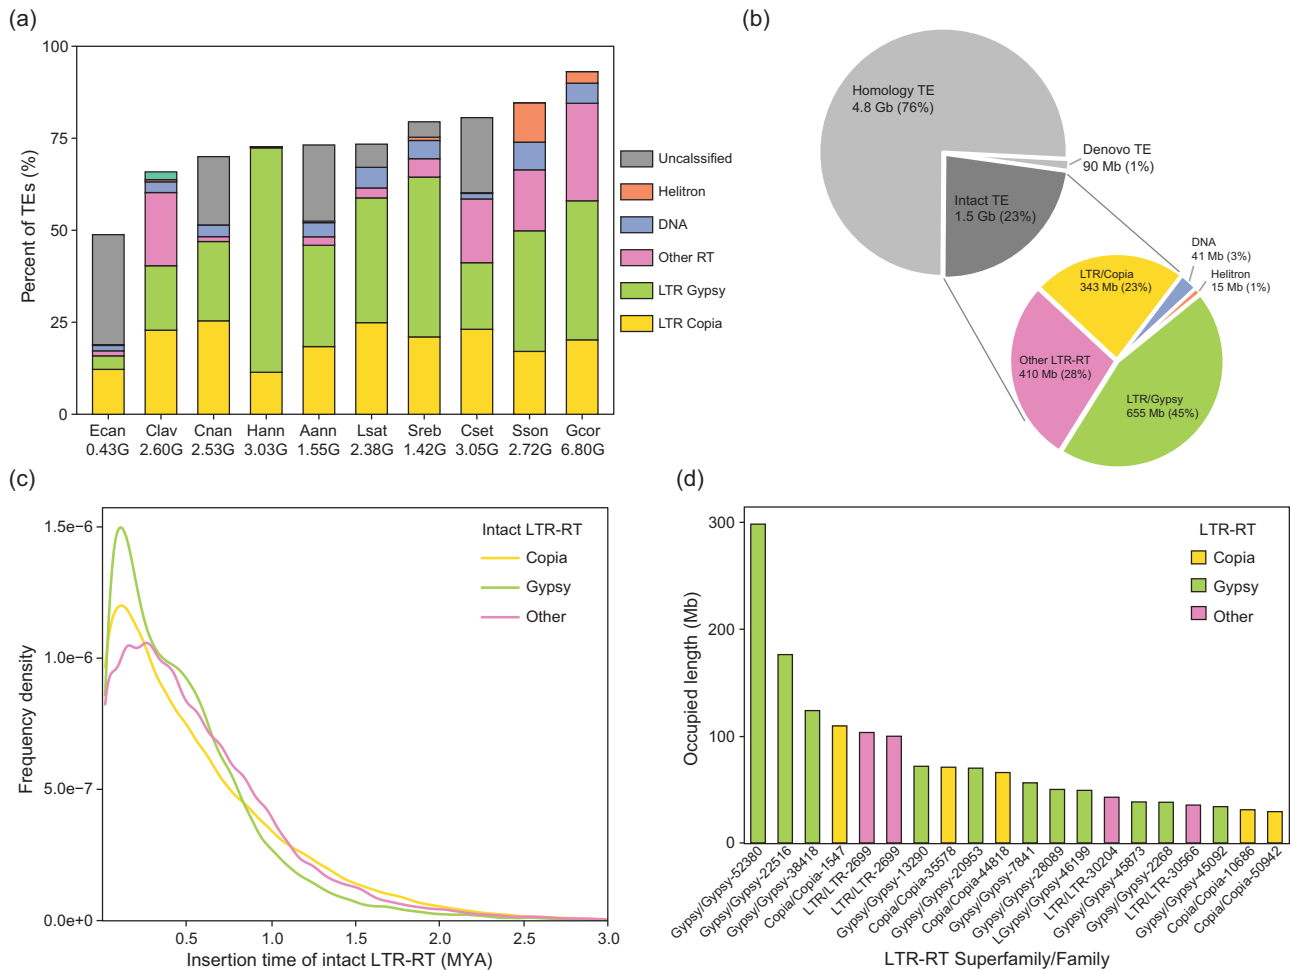 (a)
100
75
50
25
0
Percent of TEs (%)
Ecan
0.43G
Clav
2.60G
Cnan
2.53G
Hann
3.03G
Aann
1.55G
Lsat
2.38G
Sreb
1.42G
Cset
3.05G
Sson
2.72G
Gcor
6.80G
Uncalssified
Helitron
DNA
Other RT
LTR Gypsy
LTR Copia
(b)
Homology TE
4.8 Gb (76%)
Denovo TE
90 Mb (1%)
Intact TE
1.5 Gb (23%)
DNA
41 Mb (3%)
Helitron
15 Mb (1%)
LTR/Copia
343 Mb (23%)
Other LTR-RT
410 Mb (28%)
LTR/Gypsy
655 Mb (45%)
(c)
1.5e−6
1.0e−6
5.0e−7
0.0e+0
Frequency density
0.5
1.0
1.5
2.0
2.5
3.0
Insertion time of intact LTR-RT (MYA)
Intact LTR-RT
Copia
Gypsy
Other
(d)
300
200
100
0
Occupied length (Mb)
LTR-RT
Copia
Gypsy
Other
Gypsy/Gypsy-52380
Gypsy/Gypsy-22516
Gypsy/Gypsy-38418
Copia/Copia-1547
LTR/LTR-2699
LTR/LTR-2699
Gypsy/Gypsy-13290
Copia/Copia-35578
Gypsy/Gypsy-20953
Copia/Copia-44818
Gypsy/Gypsy-7841
Gypsy/Gypsy-28089
LGypsy/Gypsy-46199
LTR/LTR-30204
Gypsy/Gypsy-45873
Gypsy/Gypsy-2268
LTR/LTR-30566
Gypsy/Gypsy-45092
Copia/Copia-10686
Copia/Copia-50942
LTR-RT Superfamily/Family